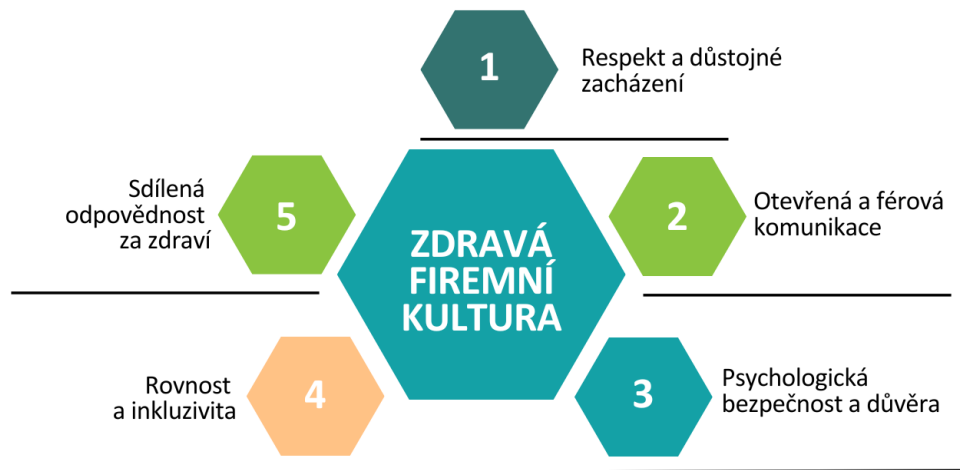 1
Respekt a důstojné
zacházení
Sdílená
odpovědnost
za zdraví
5
2
Otevřená a férová
komunikace
ZDRAVÁ
FIREMNÍ
KULTURA
Rovnost
a inkluzivita
4
3
Psychologická
bezpečnost a důvěra